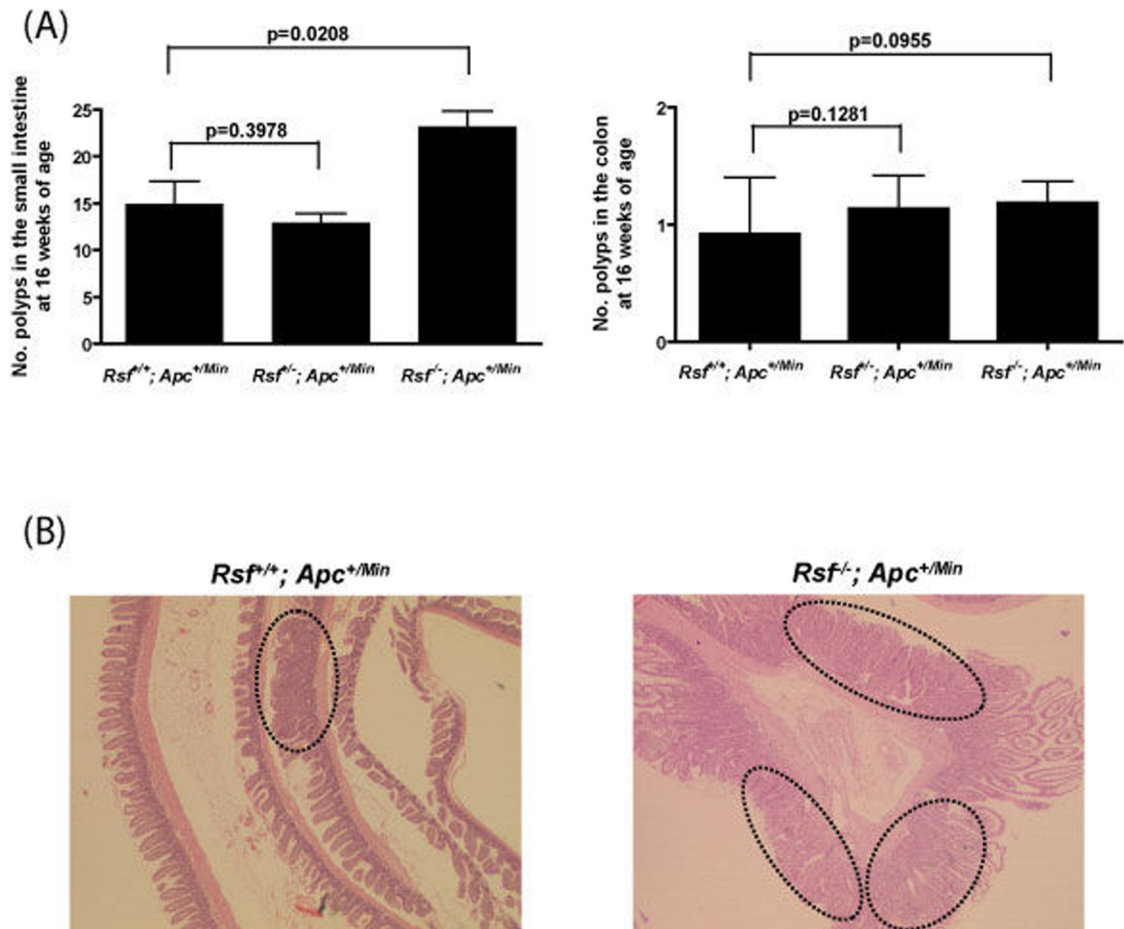 (A)
p=0.0208
p=0.3978
No. polyps in the small intestine
at 16 weeks of age
25
20
15
10
5
0
Rsf+/+; Apc+/Min
Rsf+/-; Apc+/Min
Rsf-/-; Apc+/Min
p=0.0955
p=0.1281
No. polyps in the colon
at 16 weeks of age
2
1
0
Rsf+/+; Apc+/Min
Rsf+/-; Apc+/Min
Rsf-/-; Apc+/Min
(B)
Rsf+/+; Apc+/Min
Rsf-/-; Apc+/Min